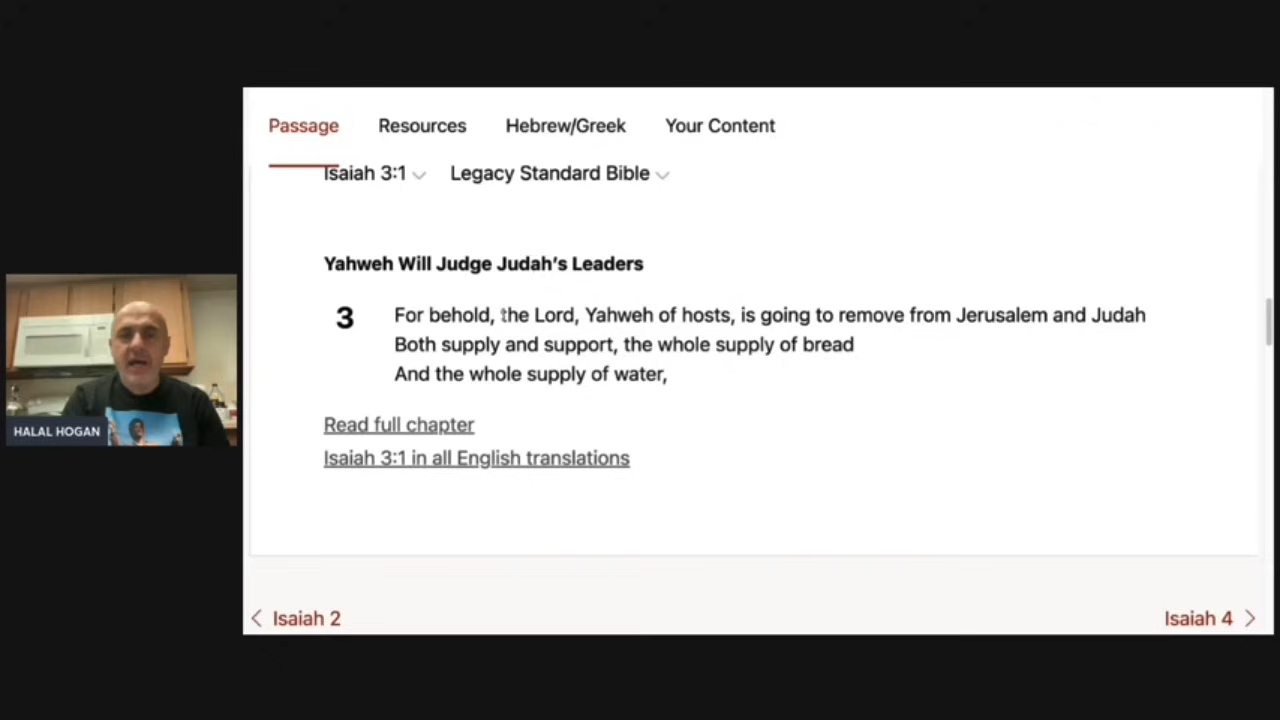 Passage Resources Hebrew/Greek Your Content
Isaiah 3:1 Legacy Standard Bible
Yahweh Will Judge Judah’s Leaders
3 For behold, the Lord, Yahweh of hosts, is going to remove from Jerusalem and Judah
Both supply and support, the whole supply of bread
And the whole supply of water,
Read full chapter
Isaiah 3:1 in all English translations
HALAL HOGAN
Isaiah 2 Isaiah 4